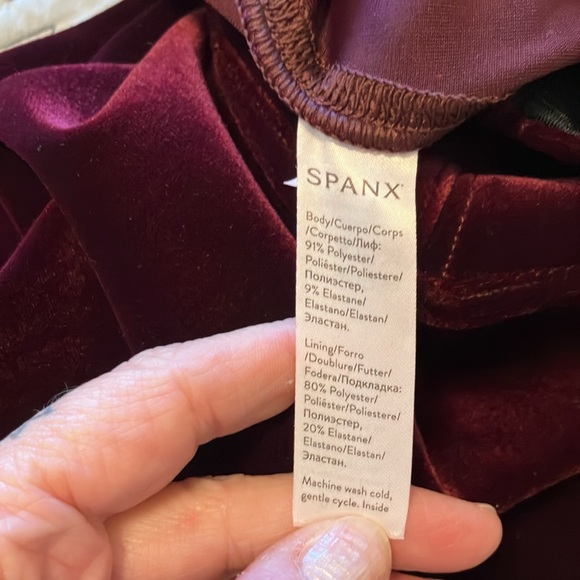 SPANX
Body/Cuerpo/Corps
/Corpetto/Лиф:
91% Polyester/
Poliéster/Poliestere/
Полиэстер,
9% Elastane/
Elastano/Elastan/
Эластан.
Lining/Forro
/Doublure/Futter/
Fodera/Подкладка:
80% Polyester/
Poliéster/Poliestere/
Полиэстер,
20% Elastane/
Elastano/Elastan/
Эластан.
Machine wash cold,
gentle cycle. Inside